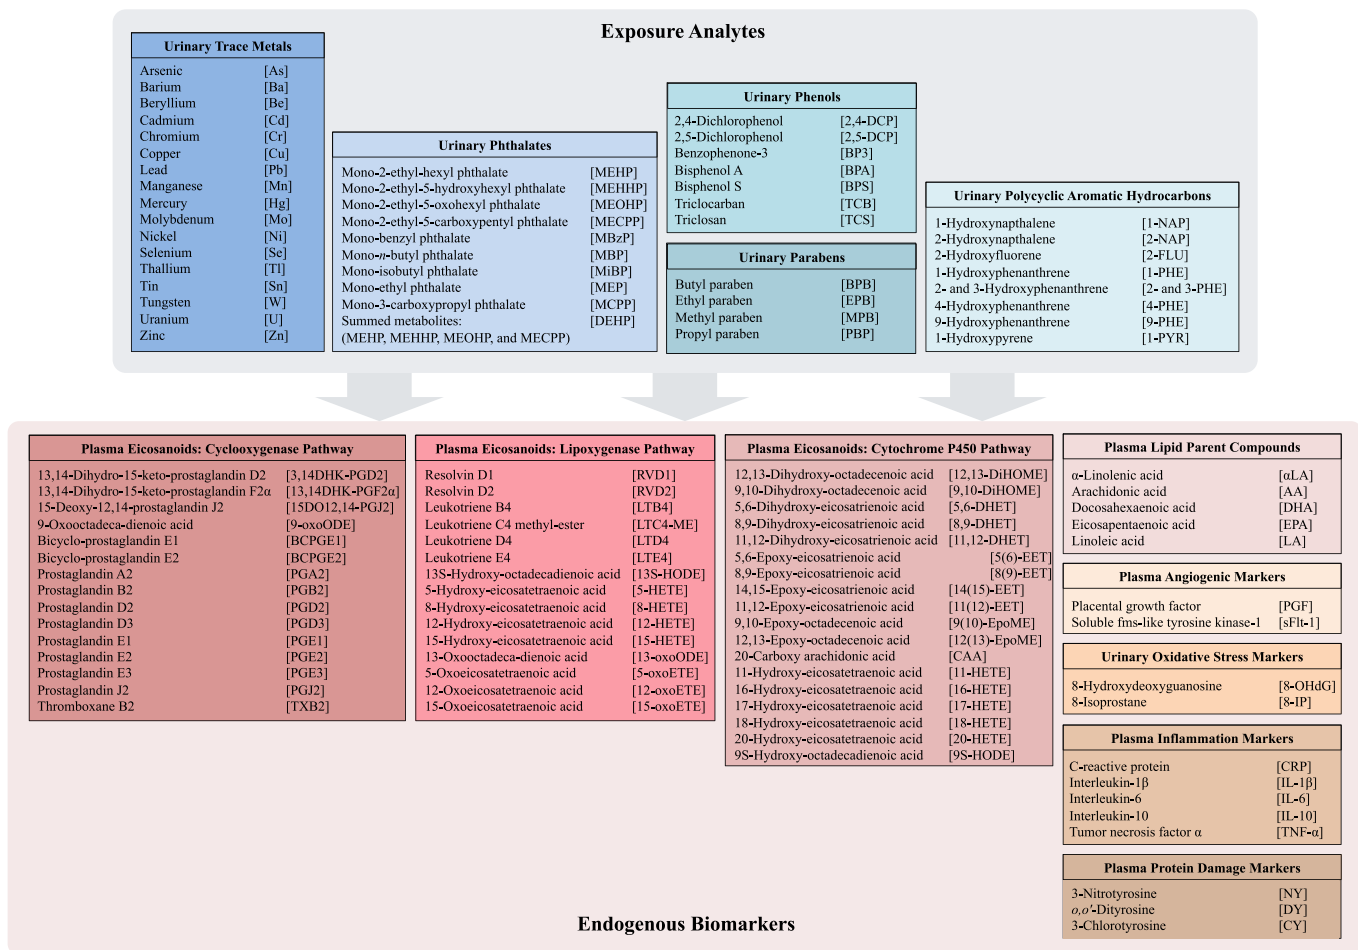 Exposure Analytes
Urinary Trace Metals
Arsenic [As]
Barium [Ba]
Beryllium [Be]
Cadmium [Cd]
Chromium [Cr]
Copper [Cu]
Lead [Pb]
Manganese [Mn]
Mercury [Hg]
Molybdenum [Mo]
Nickel [Ni]
Selenium [Se]
Thallium [Tl]
Tin [Sn]
Tungsten [W]
Uranium [U]
Zinc [Zn]
Urinary Phthalates
Mono-2-ethyl-hexyl phthalate [MEHP]
Mono-2-ethyl-5-hydroxyhexyl phthalate [MEHHP]
Mono-2-ethyl-5-oxohexyl phthalate [MEOHP]
Mono-2-ethyl-5-carboxypentyl phthalate [MECPP]
Mono-benzyl phthalate [MBzP]
Mono-n-butyl phthalate [MBP]
Mono-isobutyl phthalate [MiBP]
Mono-ethyl phthalate [MEP]
Mono-3-carboxypropyl phthalate [MCPP]
Summed metabolites: [DEHP]
(MEHP, MEHHP, MEOHP, and MECPP)
Urinary Phenols
2,4-Dichlorophenol [2,4-DCP]
2,5-Dichlorophenol [2,5-DCP]
Benzophenone-3 [BP3]
Bisphenol A [BPA]
Bisphenol S [BPS]
Triclocarban [TCB]
Triclosan [TCS]
Urinary Parabens
Butyl paraben [BPB]
Ethyl paraben [EPB]
Methyl paraben [MPB]
Propyl paraben [PBP]
Urinary Polycyclic Aromatic Hydrocarbons
1-Hydroxynapthalene [1-NAP]
2-Hydroxynapthalene [2-NAP]
2-Hydroxyfluorene [2-FLU]
1-Hydroxyphenanthrene [1-PHE]
2- and 3-Hydroxyphenanthrene [2- and 3-PHE]
4-Hydroxyphenanthrene [4-PHE]
9-Hydroxyphenanthrene [9-PHE]
1-Hydroxypyrene [1-PYR]
Plasma Eicosanoids: Cyclooxygenase Pathway
13,14-Dihydro-15-keto-prostaglandin D2 [3,14DHK-PGD2]
13,14-Dihydro-15-keto-prostaglandin F2α [13,14DHK-PGF2α]
15-Deoxy-12,14-prostaglandin J2 [15DO12,14-PGJ2]
9-Oxooctadeca-dienoic acid [9-oxoODE]
Bicyclo-prostaglandin E1 [BCPGE1]
Bicyclo-prostaglandin E2 [BCPGE2]
Prostaglandin A2 [PGA2]
Prostaglandin B2 [PGB2]
Prostaglandin D2 [PGD2]
Prostaglandin D3 [PGD3]
Prostaglandin E1 [PGE1]
Prostaglandin E2 [PGE2]
Prostaglandin E3 [PGE3]
Prostaglandin J2 [PGJ2]
Thromboxane B2 [TXB2]
Plasma Eicosanoids: Lipoxygenase Pathway
Resolvin D1 [RVD1]
Resolvin D2 [RVD2]
Leukotriene B4 [LTB4]
Leukotriene C4 methyl-ester [LTC4-ME]
Leukotriene D4 [LTD4
Leukotriene E4 [LTE4]
13S-Hydroxy-octadecadienoic acid [13S-HODE]
5-Hydroxy-eicosatetraenoic acid [5-HETE]
8-Hydroxy-eicosatetraenoic acid [8-HETE]
12-Hydroxy-eicosatetraenoic acid [12-HETE]
15-Hydroxy-eicosatetraenoic acid [15-HETE]
13-Oxooctadeca-dienoic acid [13-oxoODE]
5-Oxoicosatetraenoic acid [5-oxoETE]
12-Oxoeicosatetraenoic acid [12-oxoETE]
15-Oxoeicosatetraenoic acid [15-oxoETE]
Plasma Eicosanoids: Cytochrome P450 Pathway
12,13-Dihydroxy-octadecenoic acid [12,13-DiHOME]
9,10-Dihydroxy-octadecenoic acid [9,10-DiHOME]
5,6-Dihydroxy-eicosatrienoic acid [5,6-DHET]
8,9-Dihydroxy-eicosatrienoic acid [8,9-DHET]
11,12-Dihydroxy-eicosatrienoic acid [11,12-DHET]
5,6-Epoxy-eicosatrienoic acid [5(6)-EET]
8,9-Epoxy-eicosatrienoic acid [8(9)-EET]
14,15-Epoxy-eicosatrienoic acid [14(15)-EET]
11,12-Epoxy-eicosatrienoic acid [11(12)-EET]
9,10-Epoxy-octadecenoic acid [9(10)-EpoME]
12,13-Epoxy-octadecenoic acid [12(13)-EpoME]
20-Carboxy arachidonic acid [CAA]
11-Hydroxy-eicosatetraenoic acid [11-HETE]
16-Hydroxy-eicosatetraenoic acid [16-HETE]
17-Hydroxy-eicosatetraenoic acid [17-HETE]
18-Hydroxy-eicosatetraenoic acid [18-HETE]
20-Hydroxy-eicosatetraenoic acid [20-HETE]
9S-Hydroxy-octadecadienoic acid [9S-HODE]
Plasma Lipid Parent Compounds
α-Linolenic acid [αLA]
Arachidonic acid [AA]
Docosahexaenoic acid [DHA]
Eicosapentaenoic acid [EPA]
Linoleic acid [LA]
Plasma Angiogenic Markers
Placental growth factor [PGF]
Soluble fms-like tyrosine kinase-1 [sFlt-1]
Urinary Oxidative Stress Markers
8-Hydroxydeoxyguanosine [8-OHdG]
8-Isoprostane [8-IP]
Plasma Inflammation Markers
C-reactive protein [CRP]
Interleukin-1β [IL-1β]
Interleukin-6 [IL-6]
Interleukin-10 [IL-10]
Tumor necrosis factor α [TNF-α]
Plasma Protein Damage Markers
3-Nitrotyrosine [NY]
o,o'-Dityrosine [DY]
3-Chlorotyrosine [CY]
Endogenous Biomarkers